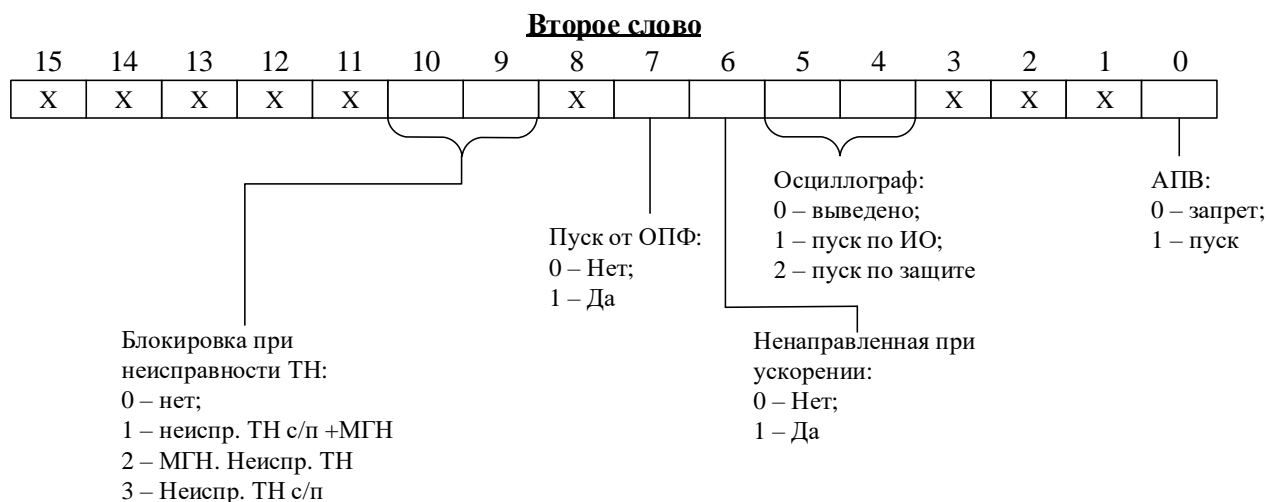 Второе слово
15 14 13 12 11 10 9 8 7 6 5 4 3 2 1 0
X X X X X X X X X
Осциллограф:
0 – выведено;
1 – пуск по ИО;
2 – пуск по защите
АПВ:
0 – запрет;
1 – пуск
Пуск от ОПФ:
0 – Нет;
1 – Да
Блокировка при
неисправности ТН:
0 – нет;
1 – неиспр. ТН с/п +МГН
2 – МГН. Неиспр. ТН
3 – Неиспр. ТН с/п
Ненаправленная при
ускорении:
0 – Нет;
1 – Да